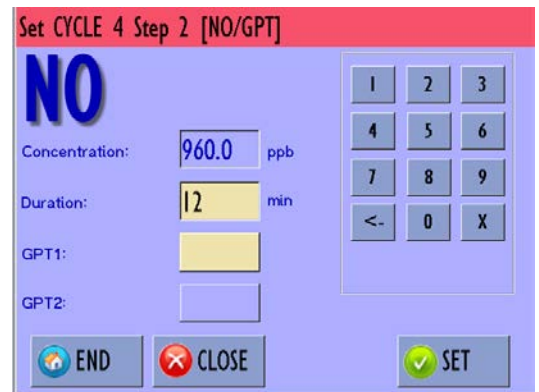 Set CYCLE 4 Step 2 [NO/GPT]
NO
1 2 3
4 5 6
Concentration: 960.0 ppb
7 8 9
Duration: 12 min
<- 0 X
GPT1:
GPT2:
END CLOSE SET